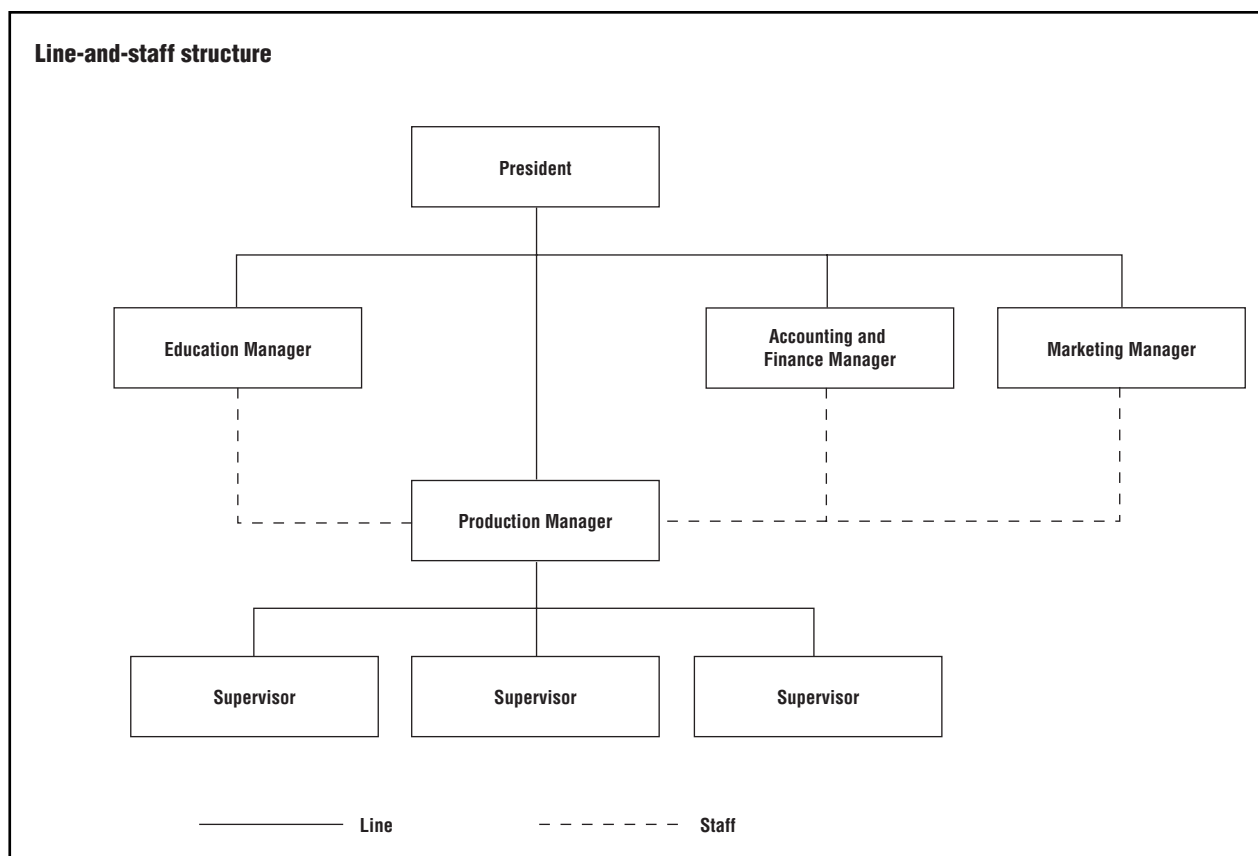 Line-and-staff structure
President
Education Manager
Accounting and
Finance Manager
Marketing Manager
Production Manager
Supervisor
Supervisor
Supervisor
Line
Staff